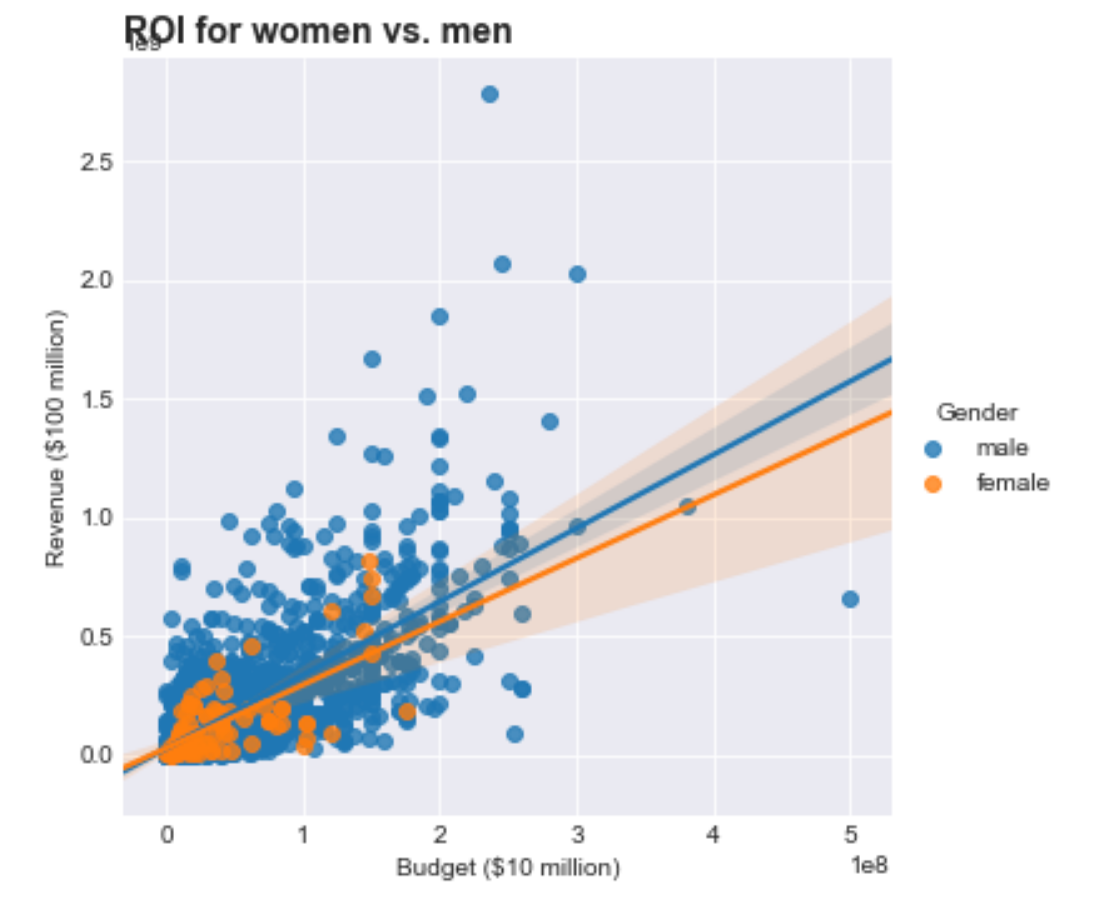 ROI for women vs. men
1e9
2.5
2.0
1.5
1.0
0.5
0.0
Revenue ($100 million)
0 1 2 3 4 5
1e8
Budget ($10 million)
Gender
male
female